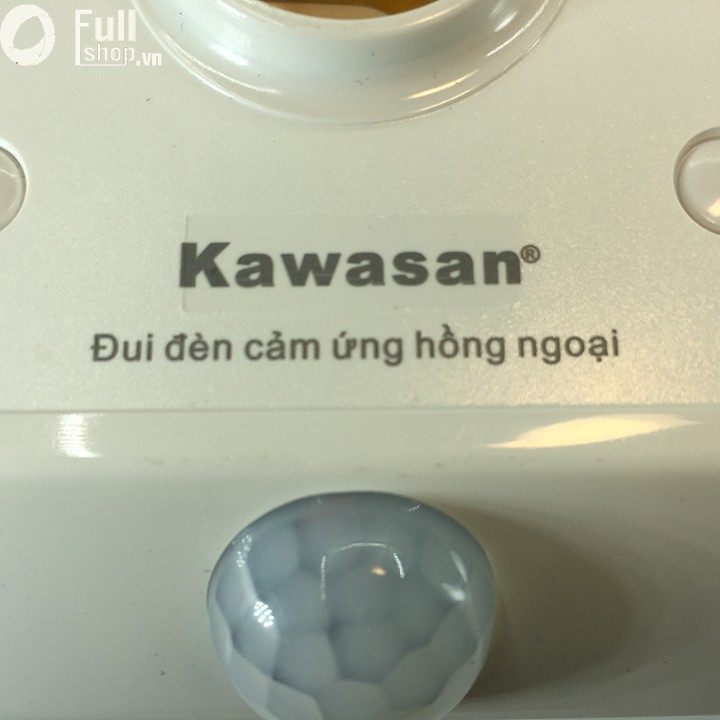 Full
shop.vn
Kawasan®
Đui đèn cảm ứng hồng ngoại